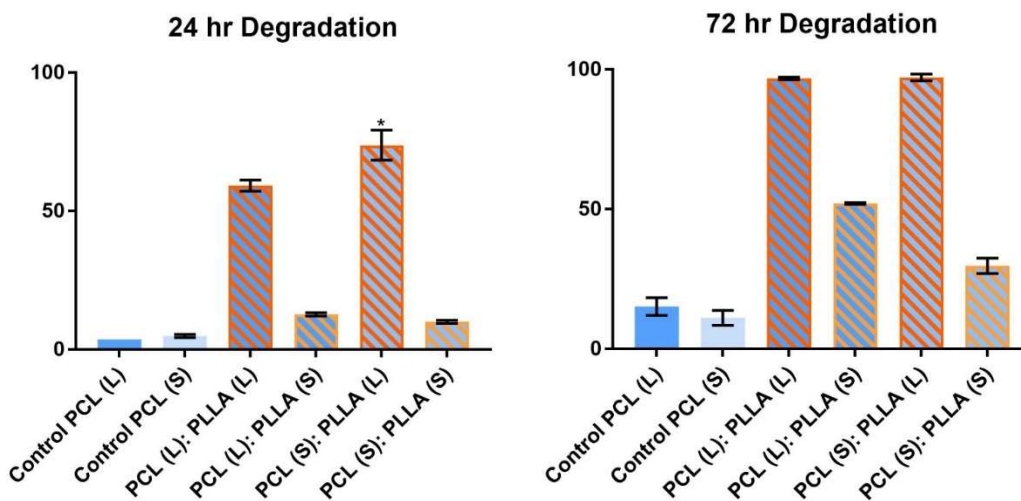 24 hr Degradation
100
50
0
*
Control PCL (L)
Control PCL (S)
PCL (L): PLLA (L)
PCL (L): PLLA (S)
PCL (S): PLLA (L)
PCL (S): PLLA (S)
72 hr Degradation
100
50
0
Control PCL (L)
Control PCL (S)
PCL (L): PLLA (L)
PCL (L): PLLA (S)
PCL (S): PLLA (L)
PCL (S): PLLA (S)